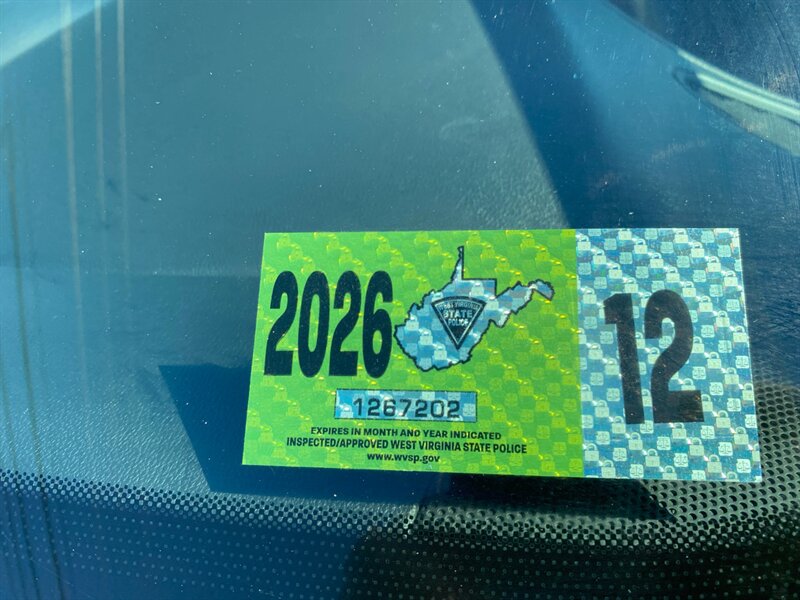 2026
WEST VIRGINIA
STATE
POLICE
12
1267202
EXPIRES IN MONTH AND YEAR INDICATED
INSPECTED/APPROVED WEST VIRGINIA STATE POLICE
www.wvsp.gov